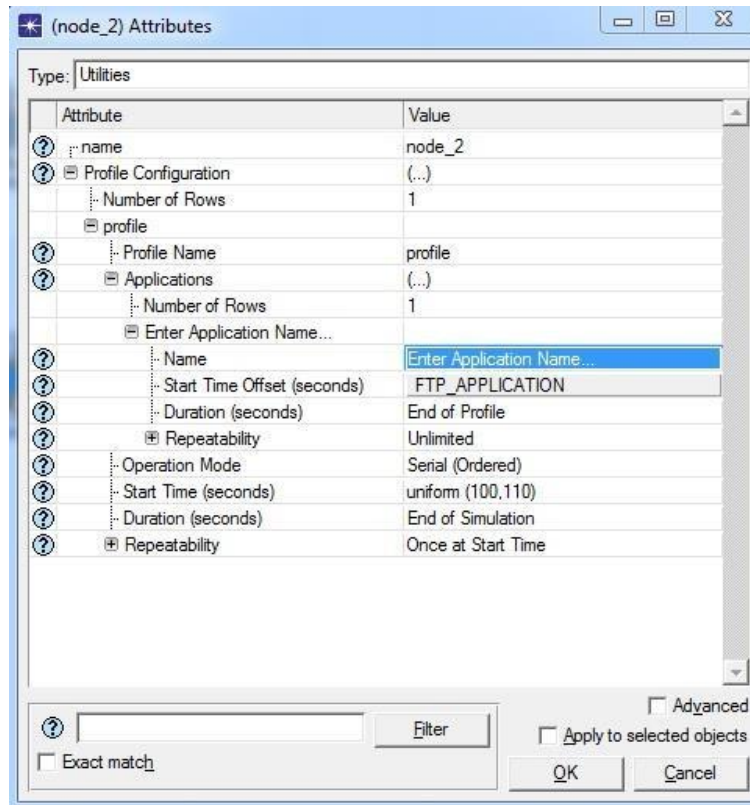 (node_2) Attributes
Type: Utilities
Attribute Value
? name node_2
? Profile Configuration (...)
Number of Rows 1
profile
? Profile Name profile
? Applications (...)
Number of Rows 1
Enter Application Name...
? Name Enter Application Name...
? Start Time Offset (seconds) FTP_APPLICATION
? Duration (seconds) End of Profile
? Repeatability Unlimited
? Operation Mode Serial (Ordered)
? Start Time (seconds) uniform (100,110)
? Duration (seconds) End of Simulation
? Repeatability Once at Start Time
Advanced
? Filter Apply to selected objects
Exact match OK Cancel